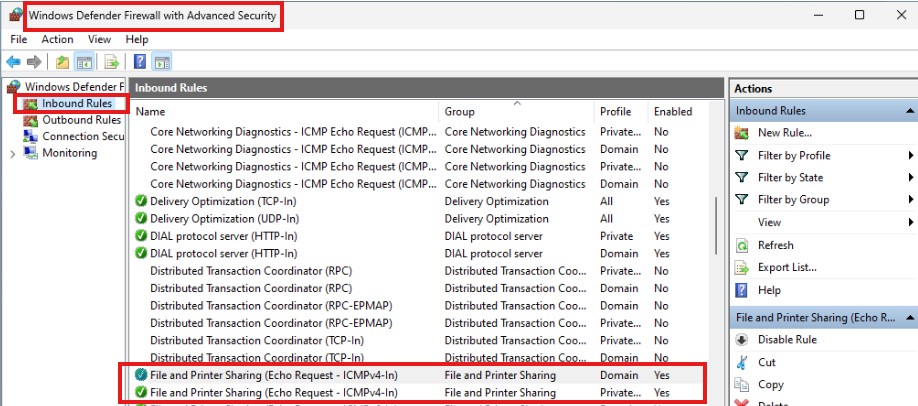 Windows Defender Firewall with Advanced Security
File Action View Help
Windows Defender F
Inbound Rules
Outbound Rules
Connection Secu
Monitoring
Inbound Rules
Name Group Profile Enabled
Core Networking Diagnostics - ICMP Echo Request (ICMP... Core Networking Diagnostics Private... No
Core Networking Diagnostics - ICMP Echo Request (ICMP... Core Networking Diagnostics Domain No
Core Networking Diagnostics - ICMP Echo Request (ICMP... Core Networking Diagnostics Private... No
Core Networking Diagnostics - ICMP Echo Request (ICMP... Core Networking Diagnostics Domain No
Delivery Optimization (TCP-In) Delivery Optimization All Yes
Delivery Optimization (UDP-In) Delivery Optimization All Yes
DIAL protocol server (HTTP-In) DIAL protocol server Private Yes
DIAL protocol server (HTTP-In) DIAL protocol server Domain Yes
Distributed Transaction Coordinator (RPC) Distributed Transaction Coo... Private... No
Distributed Transaction Coordinator (RPC) Distributed Transaction Coo... Domain No
Distributed Transaction Coordinator (RPC-EPMAP) Distributed Transaction Coo... Domain No
Distributed Transaction Coordinator (RPC-EPMAP) Distributed Transaction Coo... Private... No
Distributed Transaction Coordinator (TCP-In) Distributed Transaction Coo... Private... No
Distributed Transaction Coordinator (TCP-In) Distributed Transaction Coo... Domain No
File and Printer Sharing (Echo Request - ICMPv4-In) File and Printer Sharing Domain Yes
File and Printer Sharing (Echo Request - ICMPv4-In) File and Printer Sharing Private... Yes
Actions
Inbound Rules
New Rule...
Filter by Profile
Filter by State
Filter by Group
View
Refresh
Export List...
Help
File and Printer Sharing (Echo R...
Disable Rule
Cut
Copy